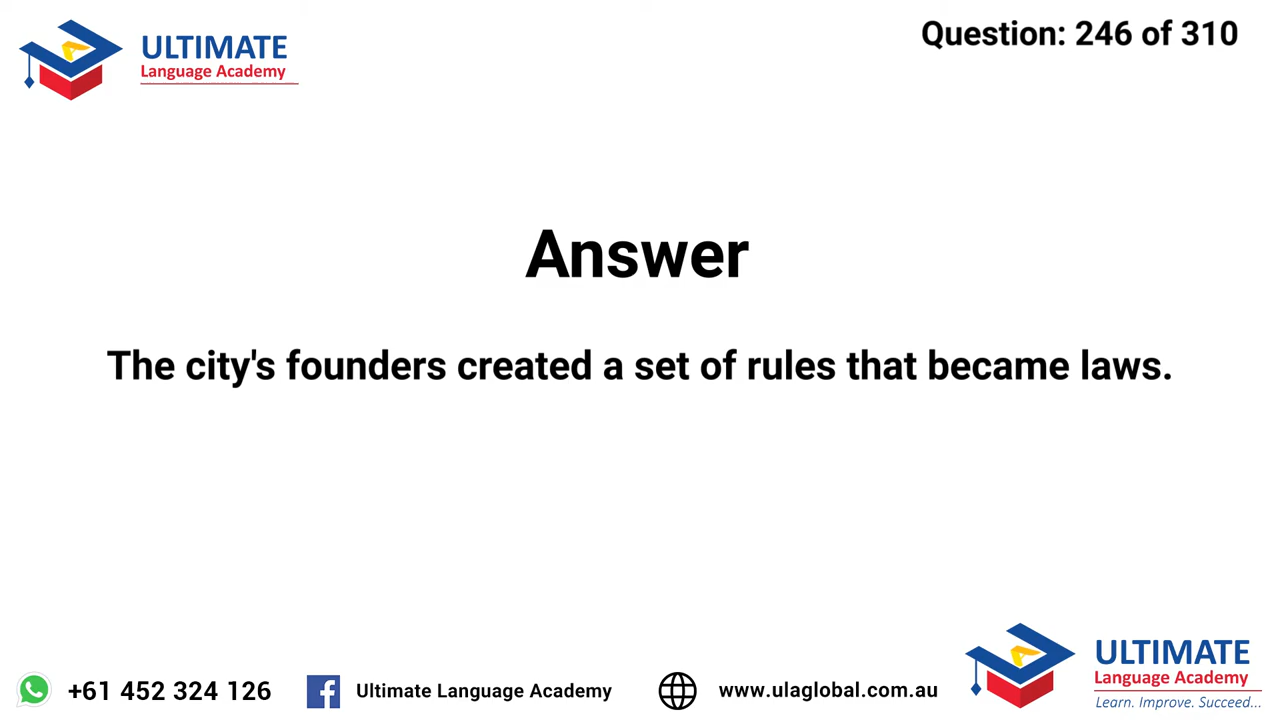 ULTIMATE
Language Academy
Question: 246 of 310
Answer
The city's founders created a set of rules that became laws.
+61 452 324 126
Ultimate Language Academy
www.ulaglobal.com.au
ULTIMATE
Language Academy
Learn. Improve. Succeed...